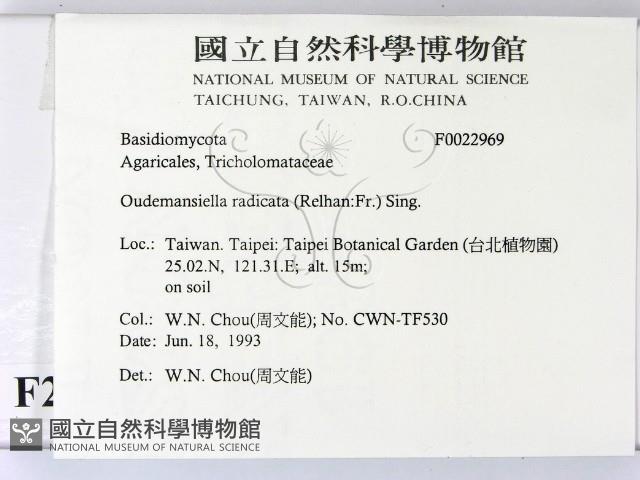 國立自然科學博物館
NATIONAL MUSEUM OF NATURAL SCIENCE
TAICHUNG, TAIWAN, R.O.CHINA
Basidiomycota F0022969
Agaricales, Tricholomataceae
Oudemansiella radicata (Relhan:Fr.) Sing.
Loc.: Taiwan. Taipei: Taipei Botanical Garden (台北植物園)
25.02.N, 121.31.E; alt. 15m;
on soil
Col.: W.N. Chou(周文能); No. CWN-TF530
Date: Jun. 18, 1993
Det.: W.N. Chou(周文能)
F2
國立自然科學博物館
NATIONAL MUSEUM OF NATURAL SCIENCE